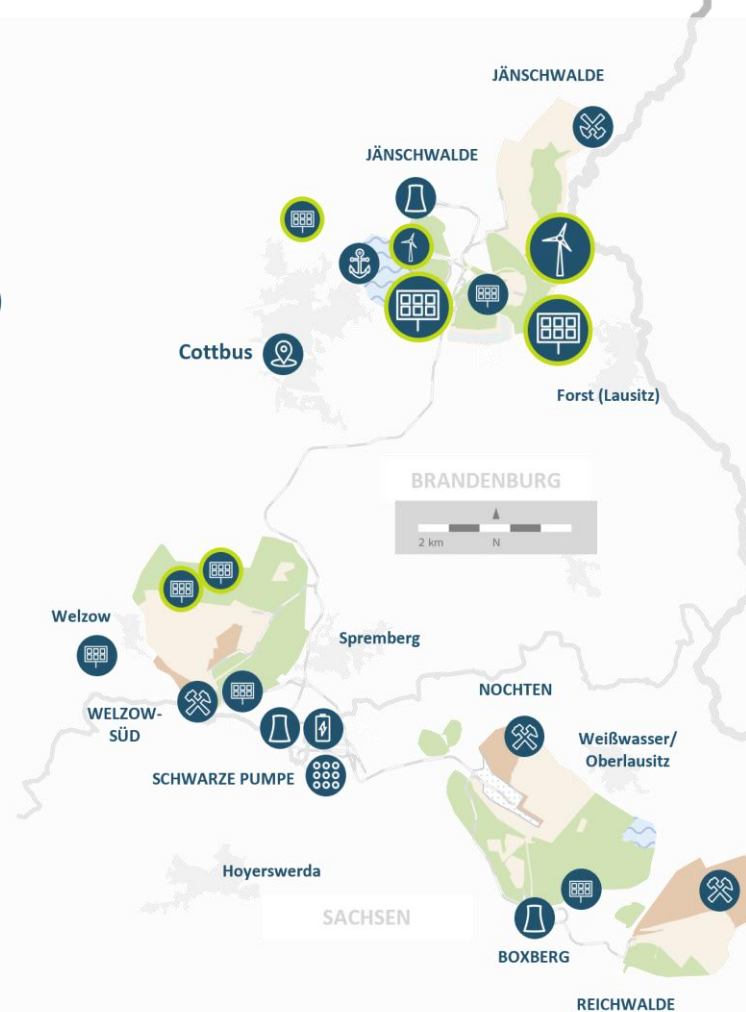 JÄNSCHWALDE
JÄNSCHWALDE
Cottbus
Forst (Lausitz)
BRANDENBURG
2 km
N
Welzow
Spremberg
WELZOW-
SÜD
NOCHTEN
Weißwasser/
Oberlausitz
SCHWARZE PUMPE
Hoyerswerda
SACHSEN
BOXBERG
REICHWALDE